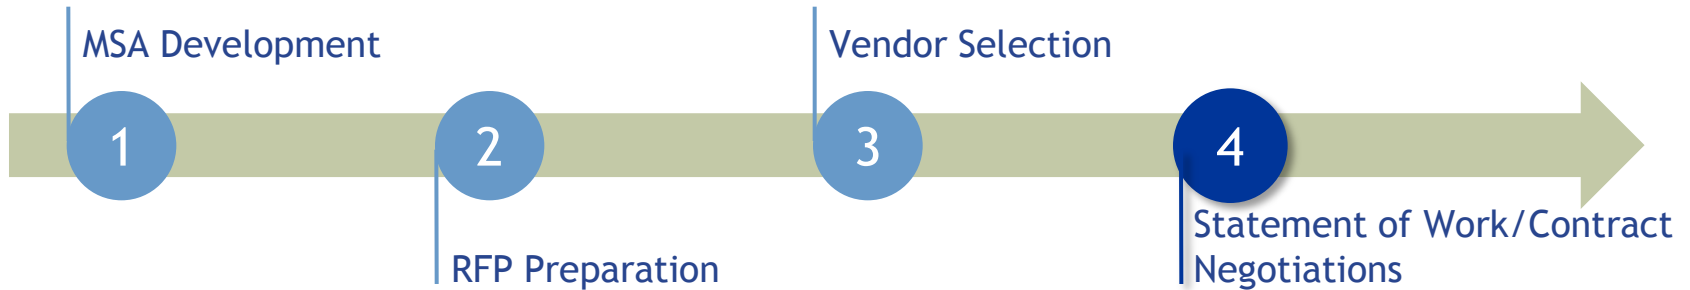 MSA Development
Vendor Selection
1
2
3
4
RFP Preparation
Statement of Work/Contract
Negotiations